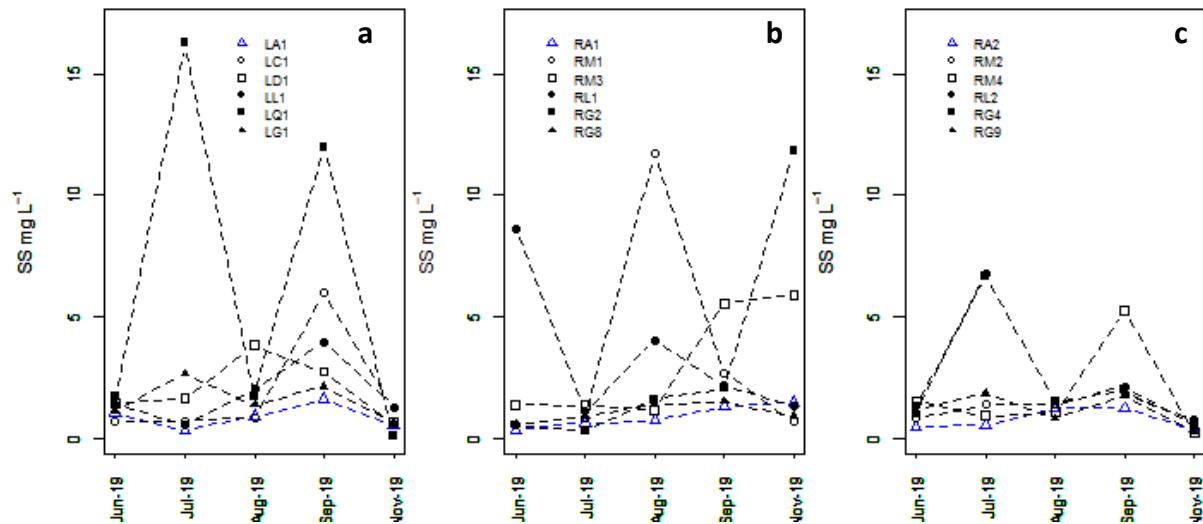 a
SS mg L⁻¹
0
5
10
15
LA1
LC1
LD1
LL1
LQ1
LG1
Jun-19
Jul-19
Aug-19
Sep-19
Nov-19
b
SS mg L⁻¹
0
5
10
15
RA1
RM1
RM3
RL1
RG2
RG8
Jun-19
Jul-19
Aug-19
Sep-19
Nov-19
c
SS mg L⁻¹
0
5
10
15
RA2
RM2
RM4
RL2
RG4
RG9
Jun-19
Jul-19
Aug-19
Sep-19
Nov-19